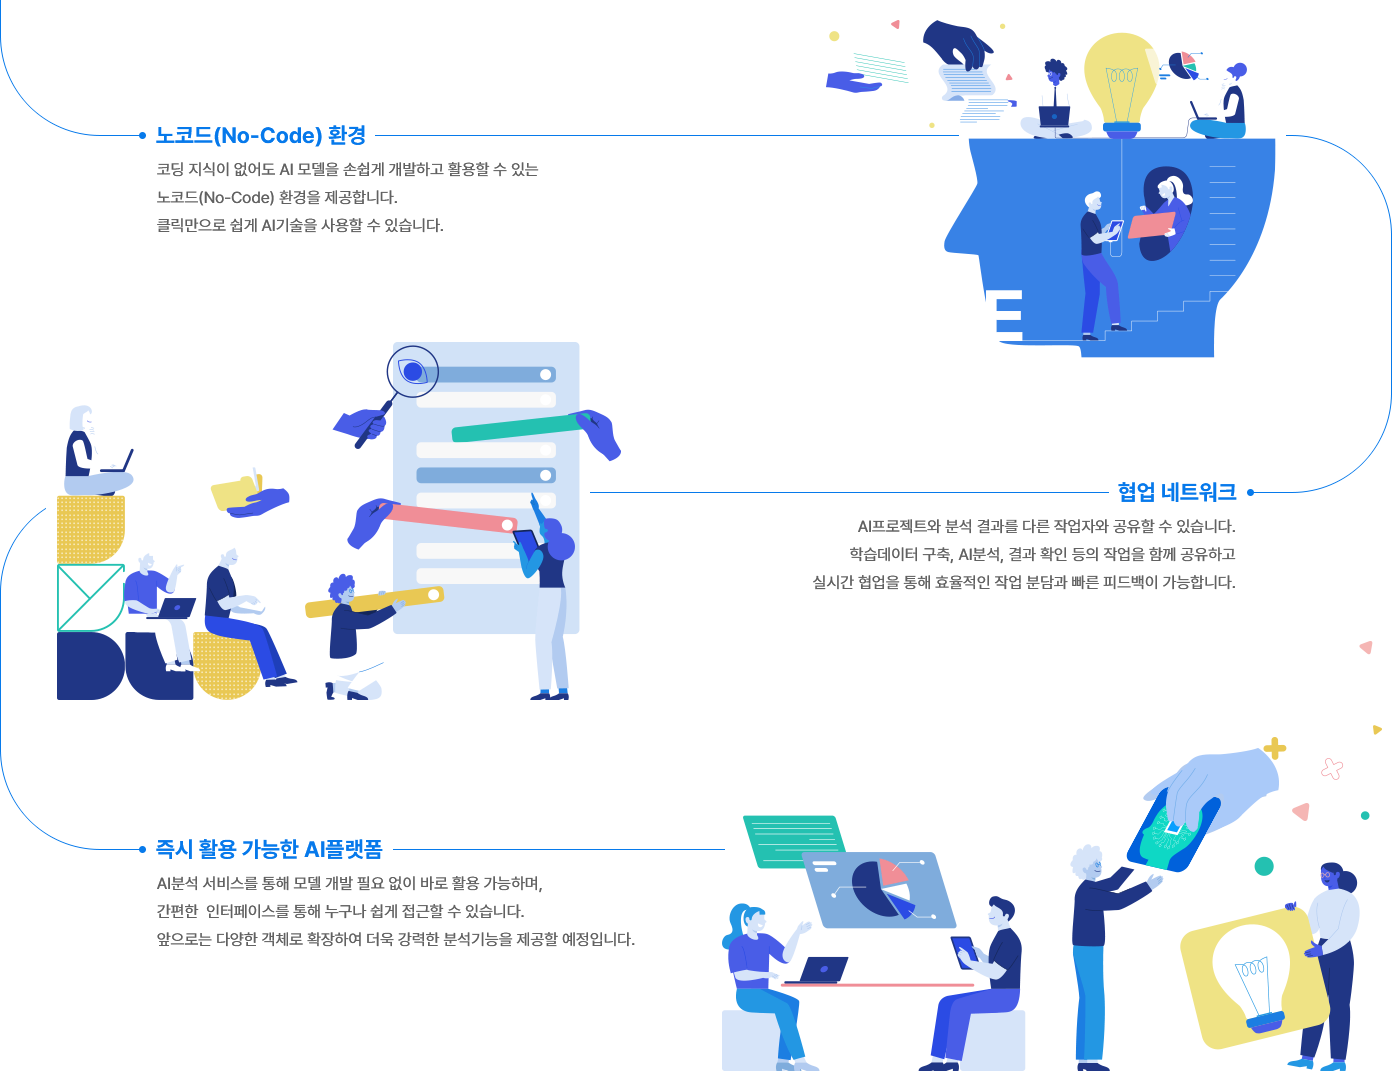 노코드(No-Code) 환경
코딩 지식이 없어도 AI 모델을 손쉽게 개발하고 활용할 수 있는
노코드(No-Code) 환경을 제공합니다.
클릭만으로 쉽게 AI기술을 사용할 수 있습니다.
E
협업 네트워크
AI프로젝트와 분석 결과를 다른 작업자와 공유할 수 있습니다.
학습데이터 구축, AI분석, 결과 확인 등의 작업을 함께 공유하고
실시간 협업을 통해 효율적인 작업 분담과 빠른 피드백이 가능합니다.
즉시 활용 가능한 AI플랫폼
AI분석 서비스를 통해 모델 개발 필요 없이 바로 활용 가능하며,
간편한  인터페이스를 통해 누구나 쉽게 접근할 수 있습니다.
앞으로는 다양한 객체로 확장하여 더욱 강력한 분석기능을 제공할 예정입니다.